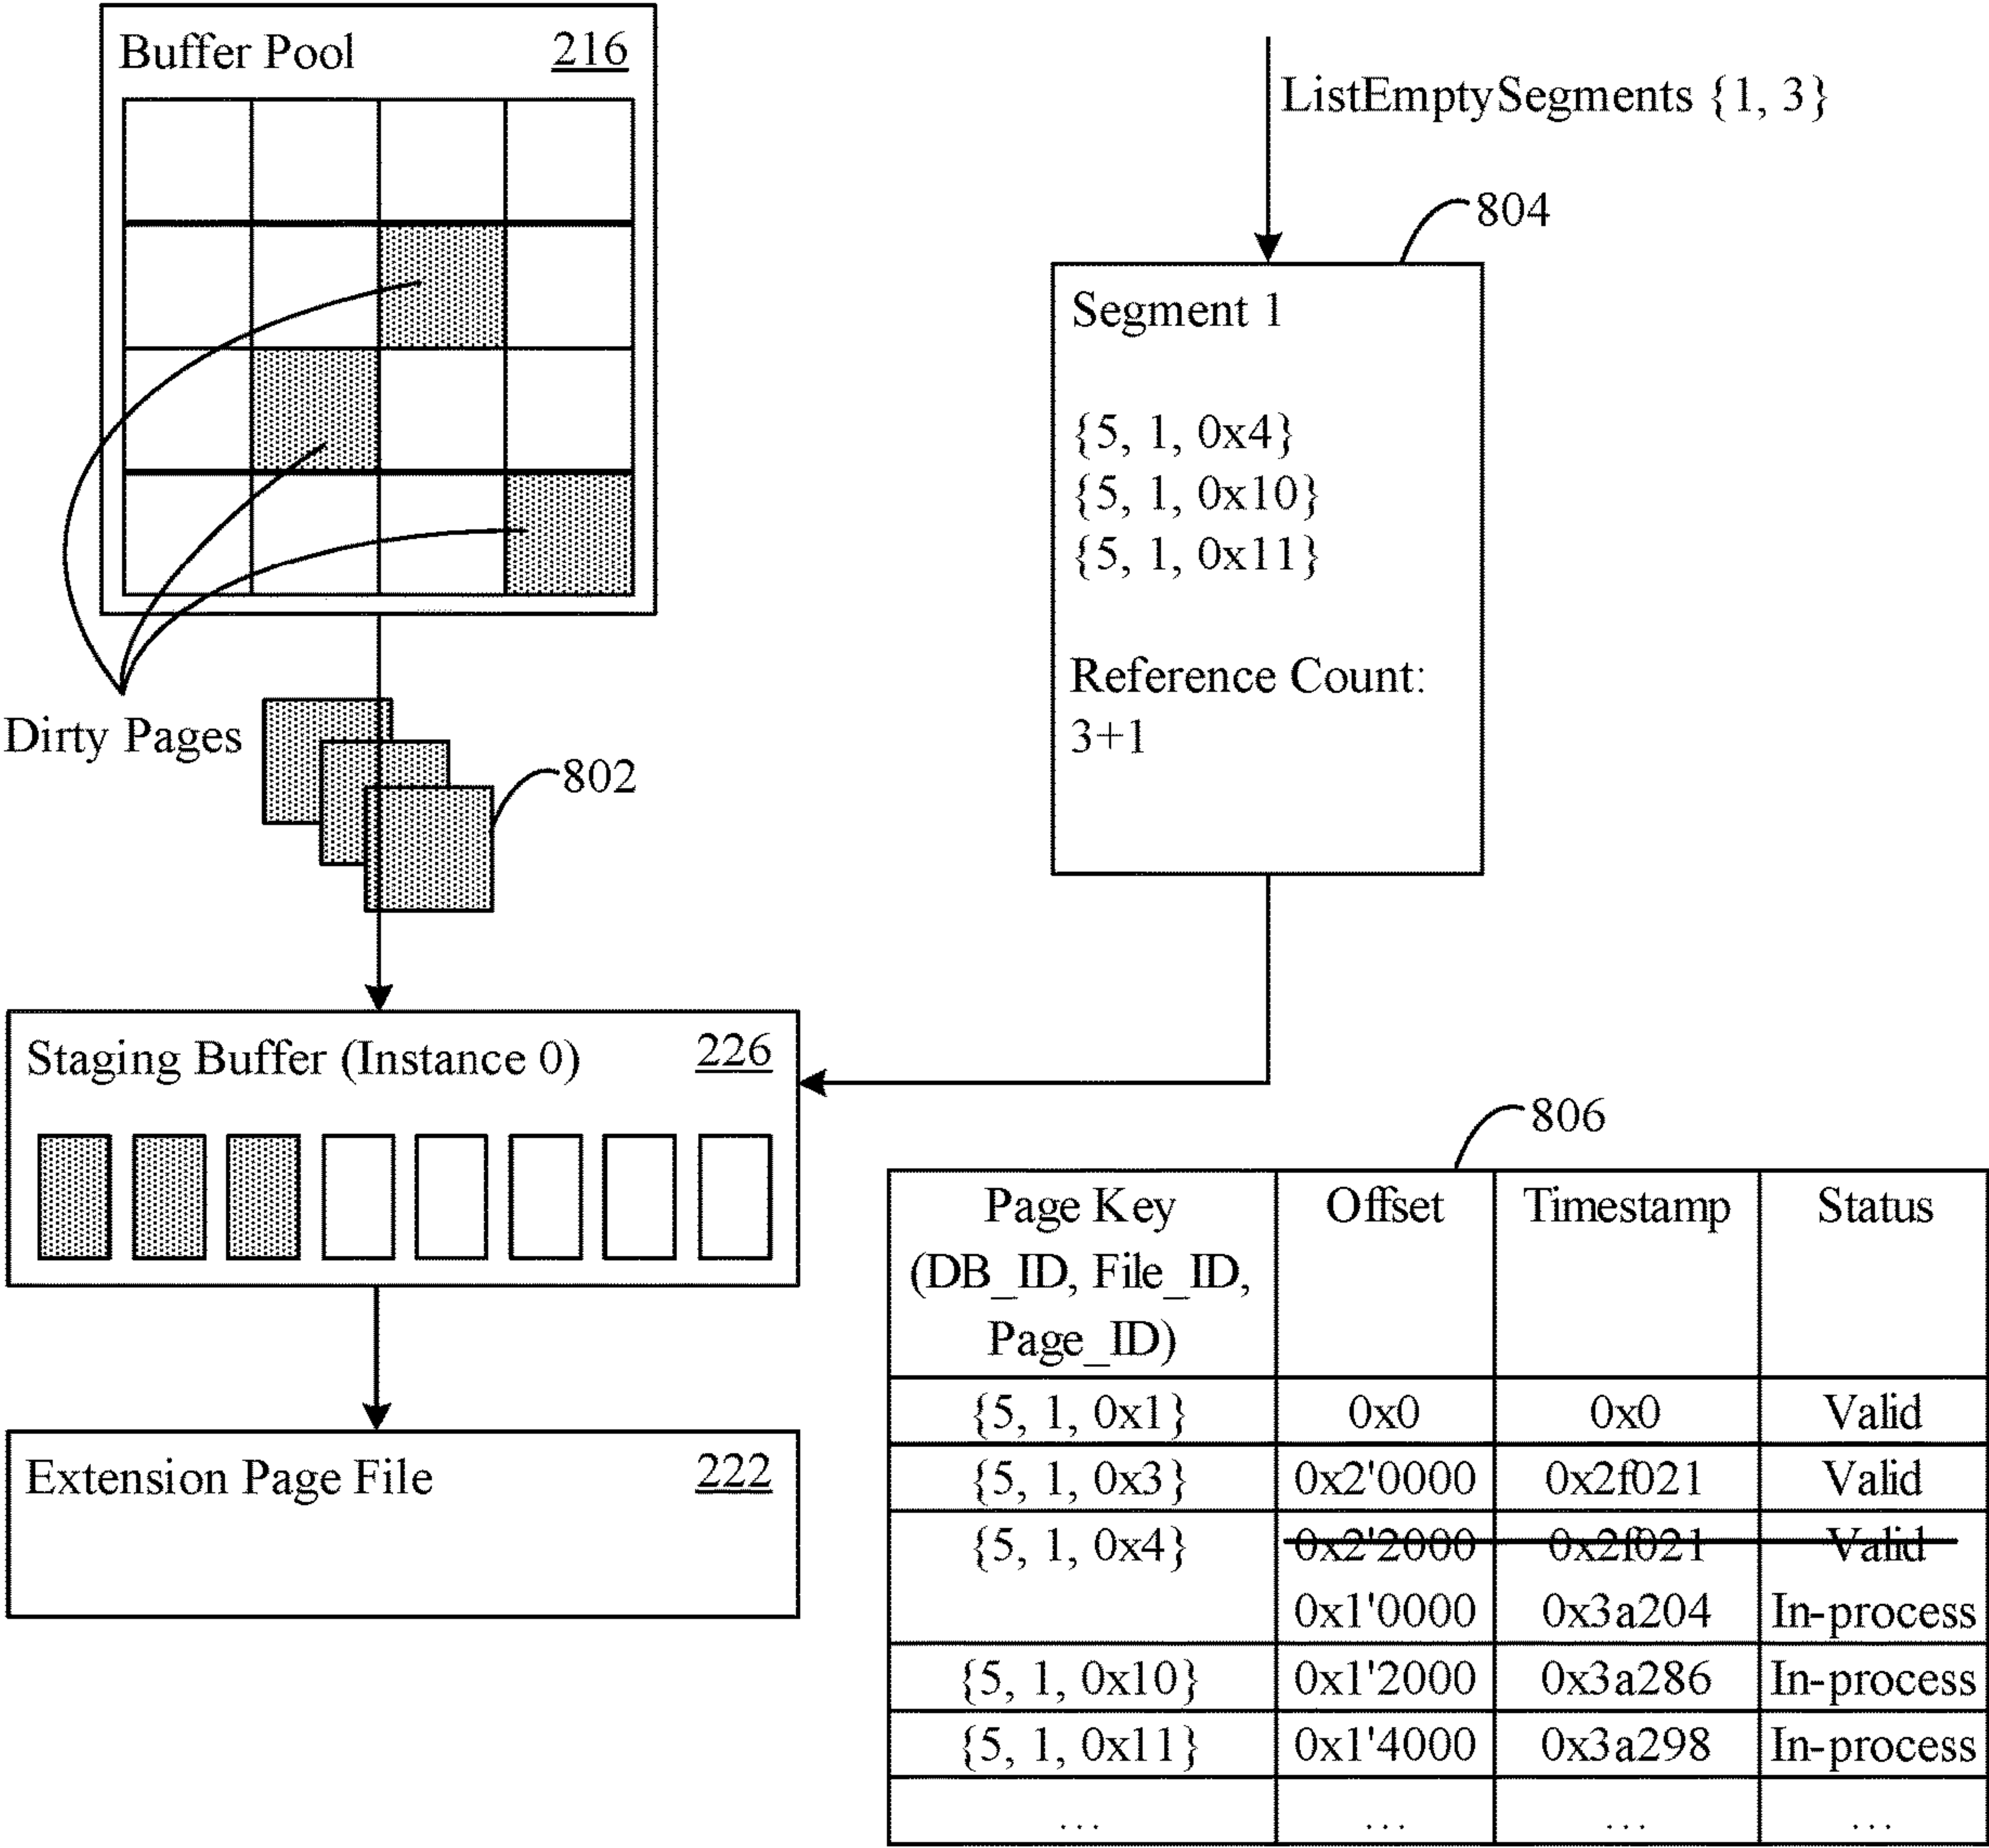 Buffer Pool 216
ListEmptySegments {1, 3}
804
Segment 1
{5, 1, 0x4}
{5, 1, 0x10}
{5, 1, 0x11}
Reference Count:
3+1
Dirty Pages
802
Staging Buffer (Instance 0) 226
Extension Page File 222
806
Page Key Offset Timestamp Status
(DB_ID, File_ID,
Page_ID)
{5, 1, 0x1} 0x0 0x0 Valid
{5, 1, 0x3} 0x2'0000 0x2f021 Valid
{5, 1, 0x4} 0x2'2000 0x2f021 Valid
0x1'0000 0x3a204 In-process
{5, 1, 0x10} 0x1'2000 0x3a286 In-process
{5, 1, 0x11} 0x1'4000 0x3a298 In-process
... ... ... ...